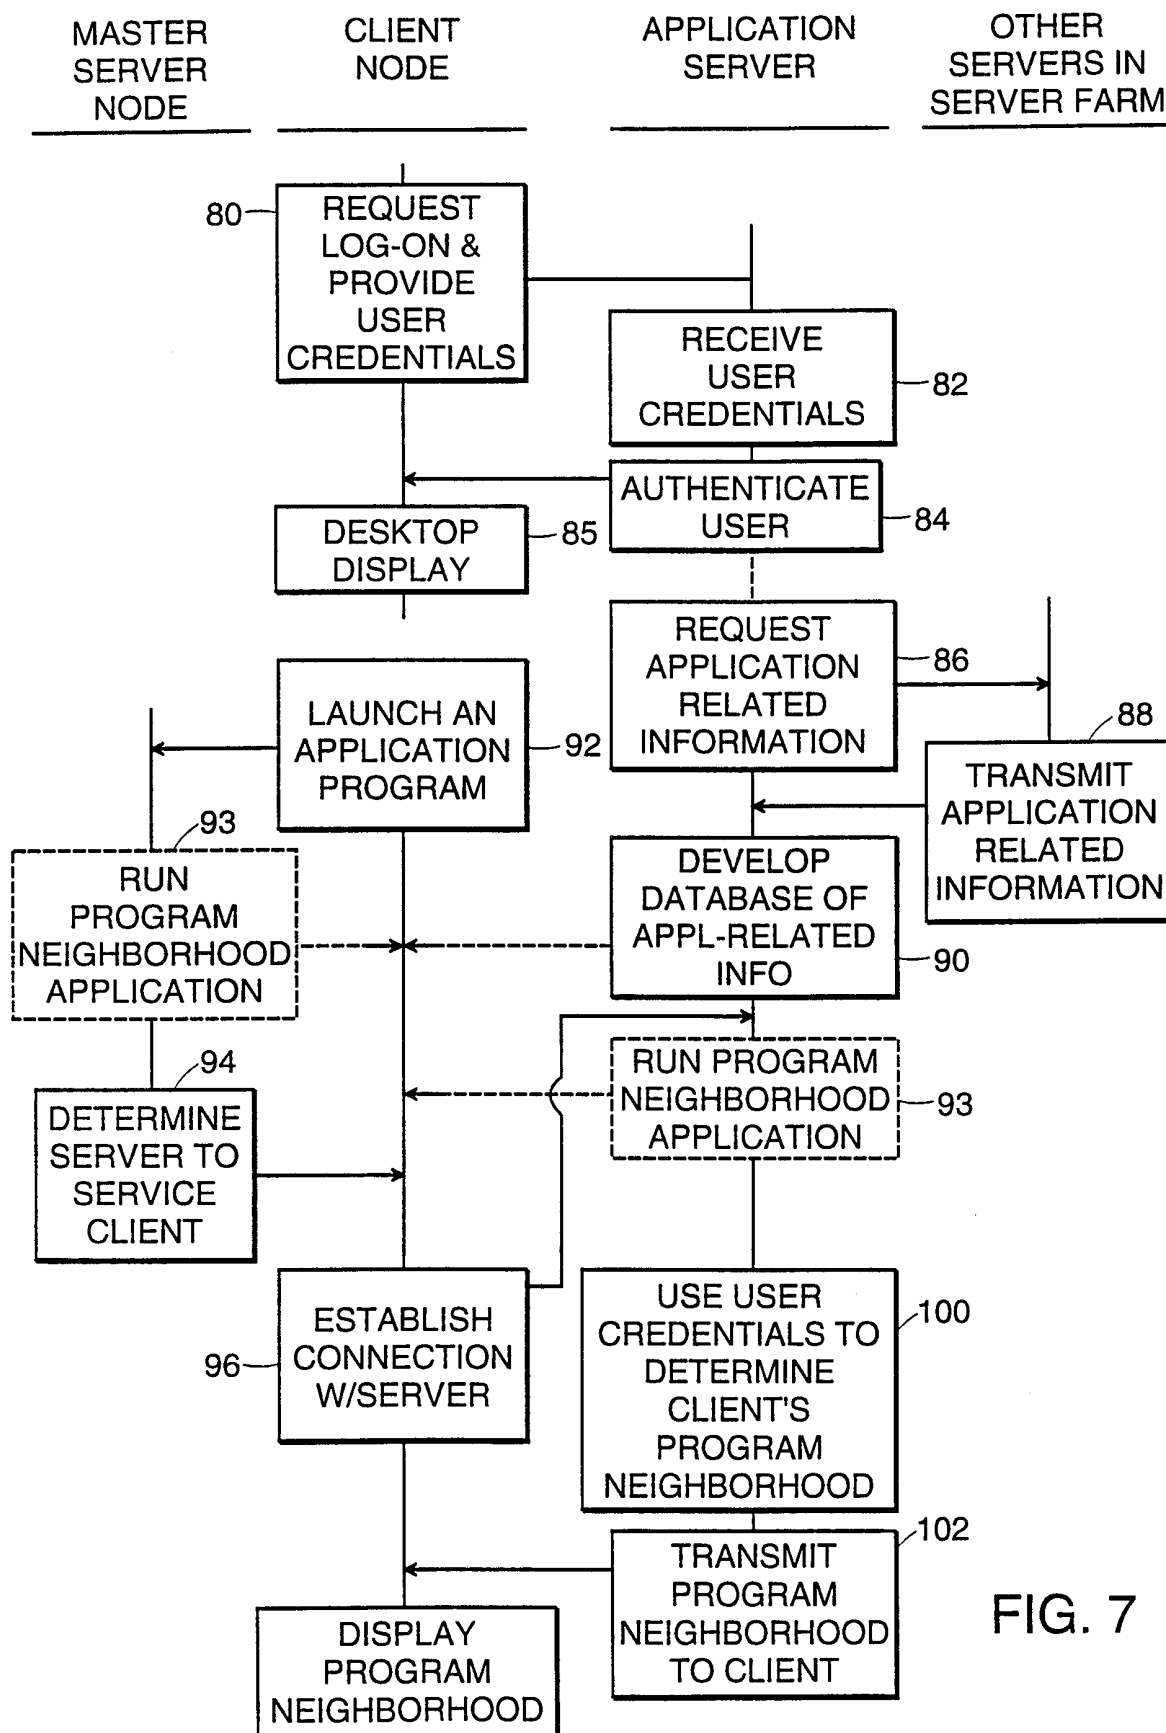 MASTER
SERVER
NODE
CLIENT
NODE
APPLICATION
SERVER
OTHER
SERVERS IN
SERVER FARM
80
REQUEST
LOG-ON &
PROVIDE
USER
CREDENTIALS
RECEIVE
USER
CREDENTIALS
82
AUTHENTICATE
USER
84
DESKTOP
DISPLAY
85
REQUEST
APPLICATION
RELATED
INFORMATION
86
LAUNCH AN
APPLICATION
PROGRAM
92
88
TRANSMIT
APPLICATION
RELATED
INFORMATION
93
RUN
PROGRAM
NEIGHBORHOOD
APPLICATION
DEVELOP
DATABASE OF
APPL-RELATED
INFO
90
RUN PROGRAM
NEIGHBORHOOD
APPLICATION
93
94
DETERMINE
SERVER TO
SERVICE
CLIENT
96
ESTABLISH
CONNECTION
W/SERVER
USE USER
CREDENTIALS TO
DETERMINE
CLIENT'S
PROGRAM
NEIGHBORHOOD
100
102
TRANSMIT
PROGRAM
NEIGHBORHOOD
TO CLIENT
DISPLAY
PROGRAM
NEIGHBORHOOD
FIG. 7